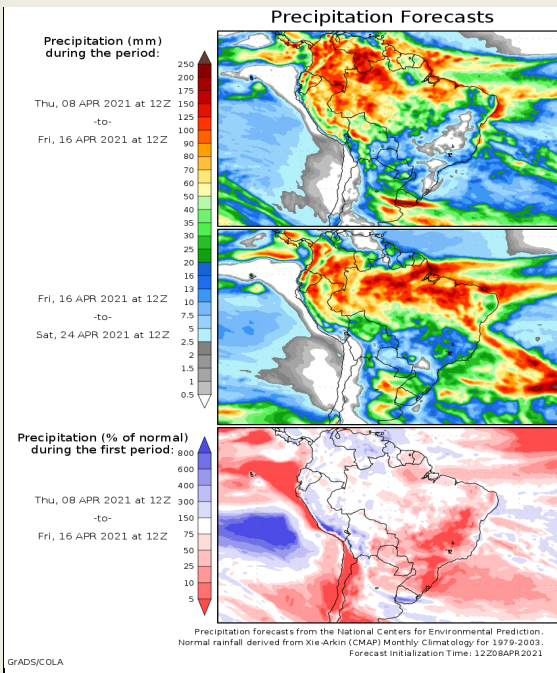 Precipitation Forecasts
Precipitation (mm)
during the period:
Thu, 08 APR 2021 at 12Z
-to-
Fri, 16 APR 2021 at 12Z
250
200
175
150
125
100
90
80
70
60
50
40
35
30
25
20
16
13
10
7.5
5
2.5
2
1.5
1
0.5
Fri, 16 APR 2021 at 12Z
-to-
Sat, 24 APR 2021 at 12Z
Precipitation (% of normal)
during the first period:
Thu, 08 APR 2021 at 12Z
-to-
Fri, 16 APR 2021 at 12Z
800
600
400
300
150
75
50
25
10
5
Precipitation forecasts from the National Centers for Environmental Prediction.
Normal rainfall derived from Xie-Arkin (CMAP) Monthly Climatology for 1979-2003.
Forecast Initialization Time: 12Z08APR2021
GrADS/COLA